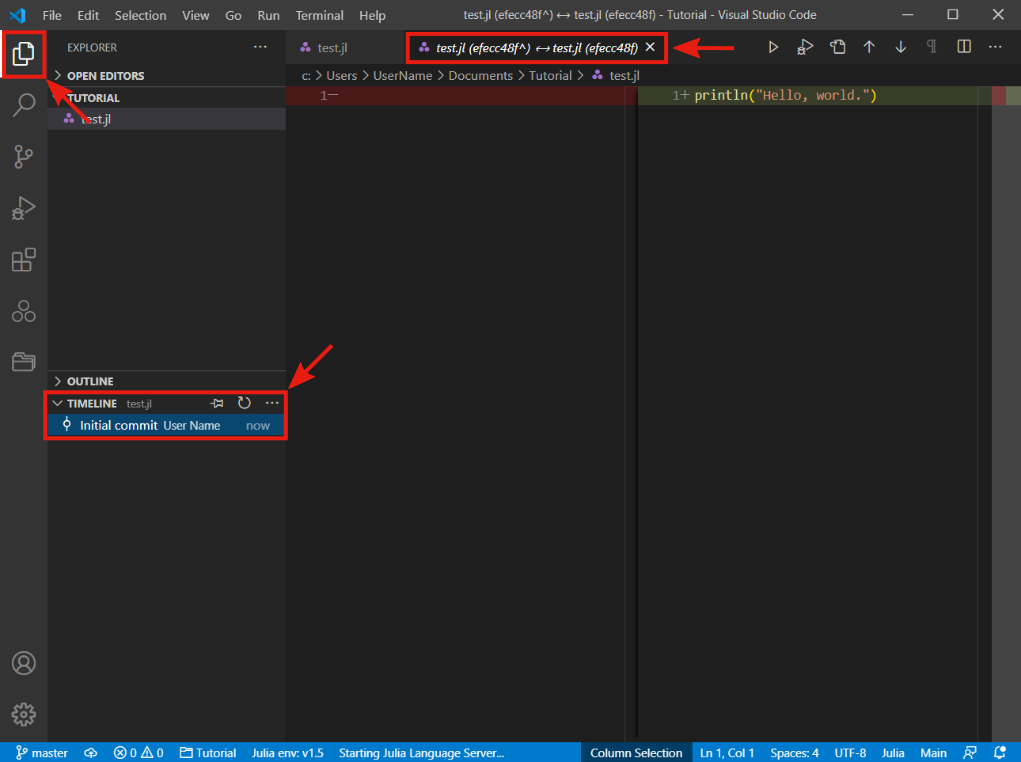 File Edit Selection View Go Run Terminal Help test.jl (efecc48f^) ↔ test.jl (efecc48f) - Tutorial - Visual Studio Code
EXPLORER ··· test.jl test.jl (efecc48f^) ↔ test.jl (efecc48f)
OPEN EDITORS c: > Users > UserName > Documents > Tutorial > test.jl
TUTORIAL 1− 1+ println("Hello, world.")
test.jl
OUTLINE
TIMELINE test.jl ···
Initial commit User Name now
master 0 0 Tutorial Julia env: v1.5 Starting Julia Language Server... Column Selection Ln 1, Col 1 Spaces: 4 UTF-8 Julia Main